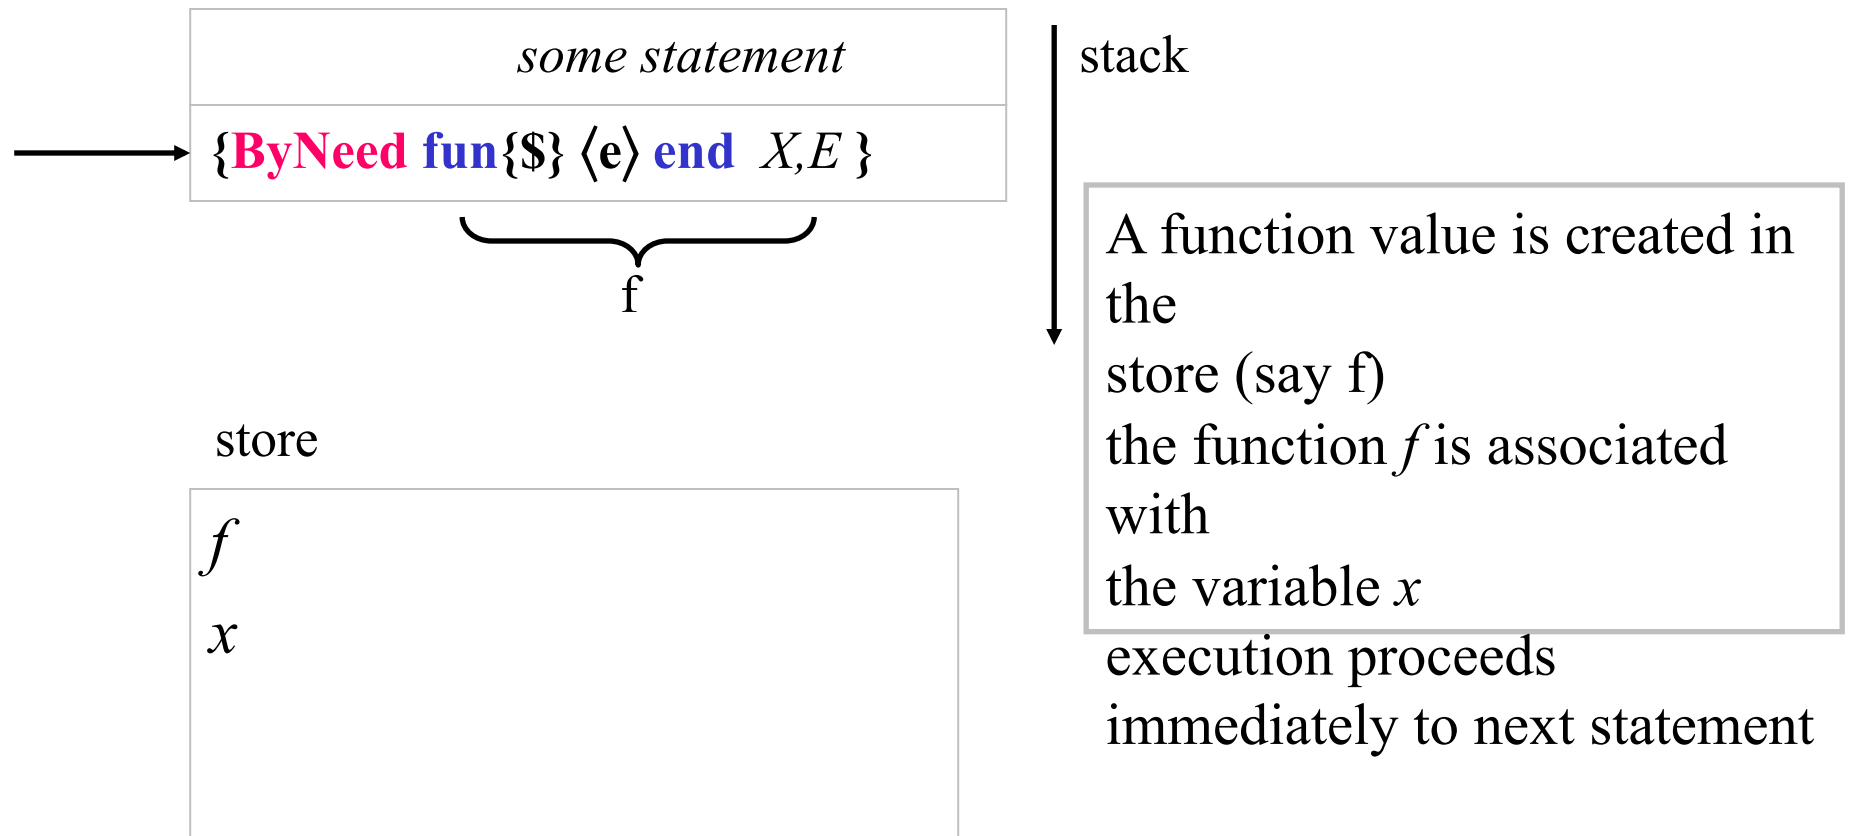 some statement
stack
{ByNeed fun{$} ⟨e⟩ end X,E }
f
A function value is created in
the
store (say f)
the function f is associated
with
the variable x
execution proceeds
immediately to next statement
store
f
x